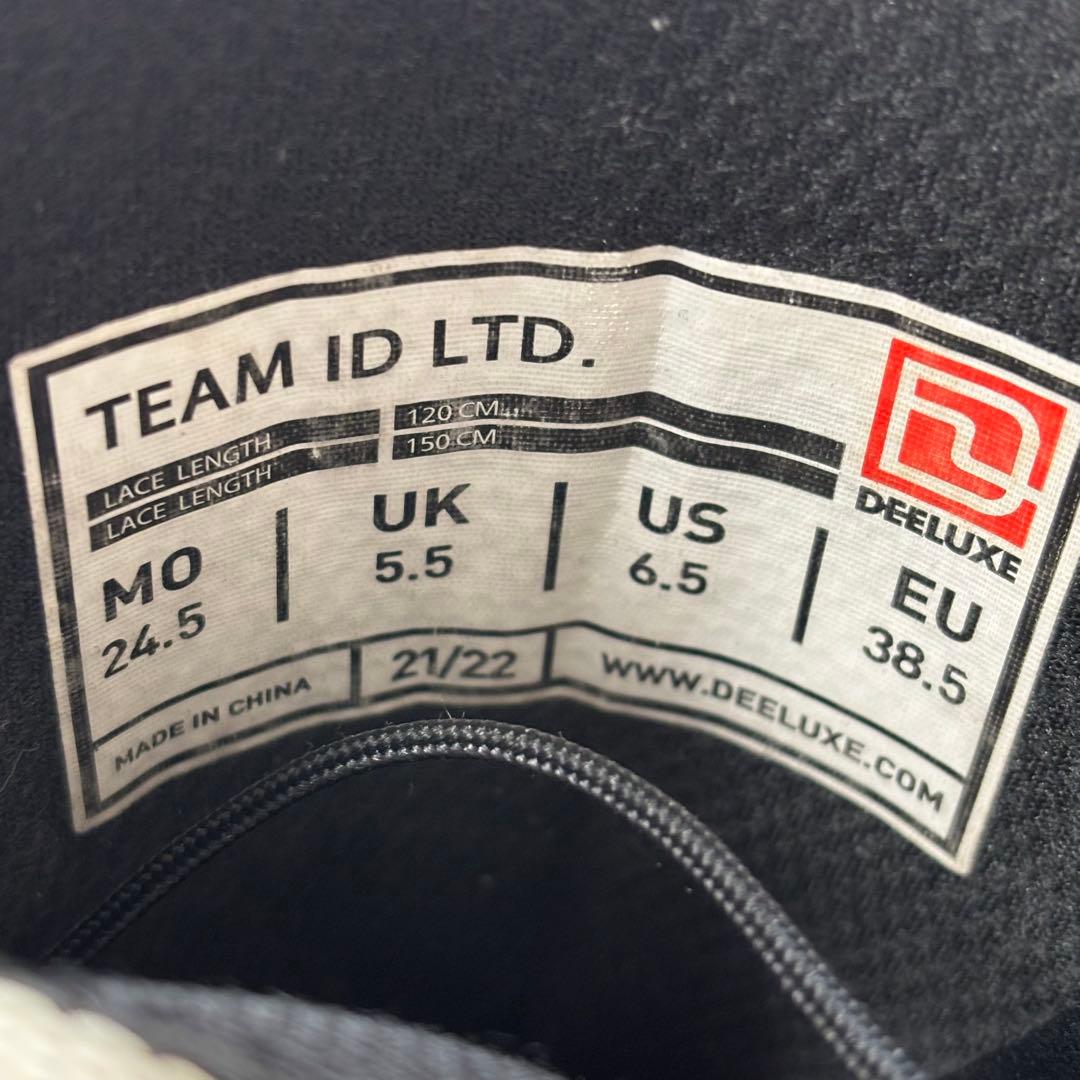 TEAM ID LTD.
LACE LENGTH 120 CM
LACE LENGTH 150 CM
DEELUXE
MO UK US EU
24.5 5.5 6.5 38.5
MADE IN CHINA 21/22 WWW.DEELUXE.COM